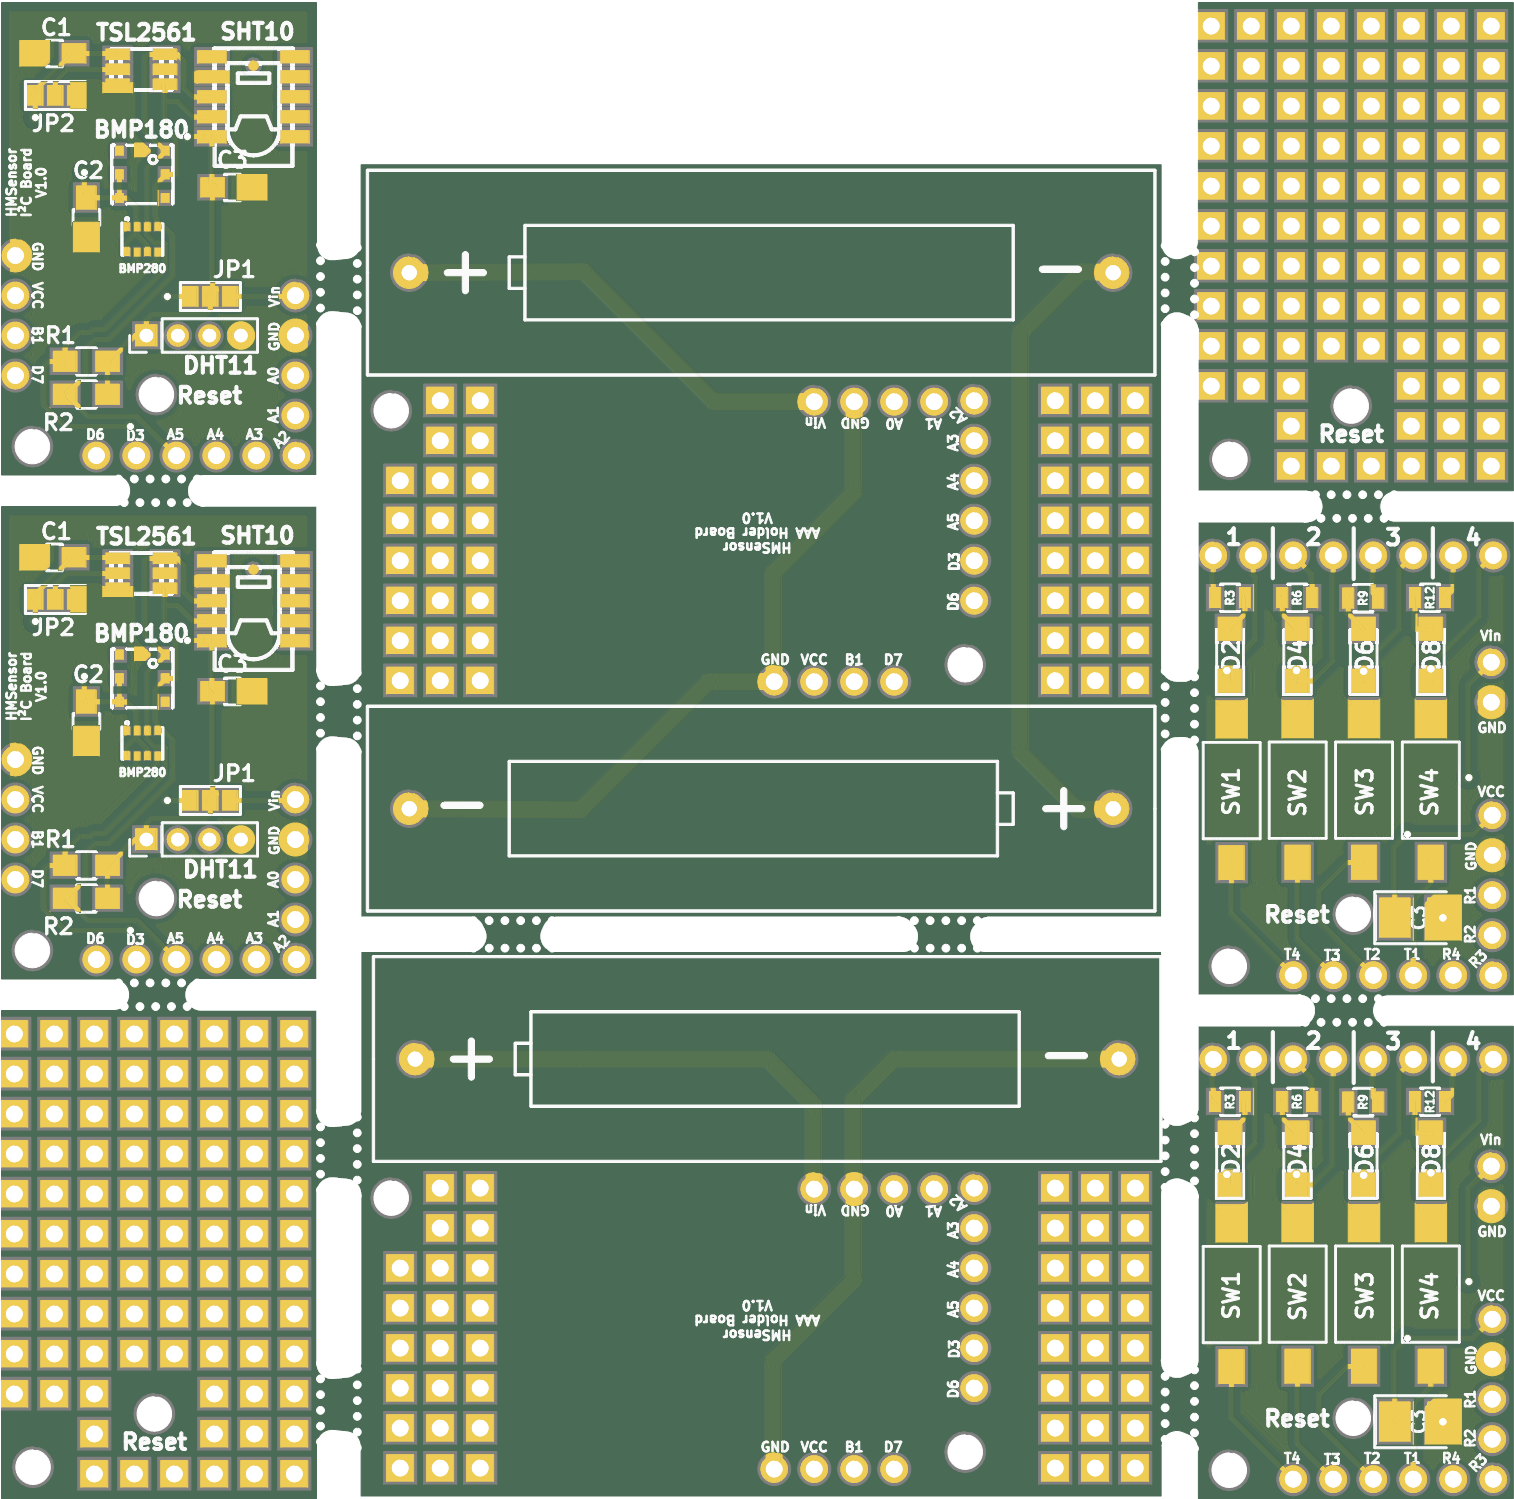 C1
TSL2561
SHT10
JP2
BMP180
C2
C3
HMSensor
I²C Board
V1.0
BMP280
GND
VCC
B1
D7
JP1
Vin
GND
A0
A1
A2
R1
DHT11
Reset
R2
D6 D3 A5 A4 A3
C1
TSL2561
SHT10
JP2
BMP180
C2
C3
HMSensor
I²C Board
V1.0
BMP280
GND
VCC
B1
D7
JP1
Vin
GND
A0
A1
A2
R1
DHT11
Reset
R2
D6 D3 A5 A4 A3
Reset
+ −
Vin GND A0 A1 A2
A3
A4
A5
D3
D6
HMSensor
AAA Holder Board
V1.0
GND VCC B1 D7
− +
+ −
Vin GND A0 A1 A2
A3
A4
A5
D3
D6
HMSensor
AAA Holder Board
V1.0
GND VCC B1 D7
Reset
1 2 3 4
R3 R6 R9 R12
D2 D4 D6 D8
Vin
GND
SW1 SW2 SW3 SW4
VCC
GND
R1
R2
R3
Reset
C3
T4 T3 T2 T1 R4
1 2 3 4
R3 R6 R9 R12
D2 D4 D6 D8
Vin
GND
SW1 SW2 SW3 SW4
VCC
GND
R1
R2
R3
Reset
C3
T4 T3 T2 T1 R4